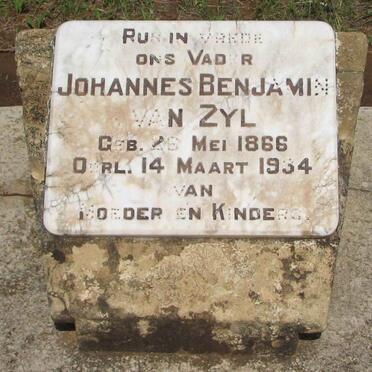 Rus in vrede
ons Vader
Johannes Benjamin
van Zyl
Geb. 26 Mei 1866
Oorl. 14 Maart 1934
van
Moeder en Kinders.